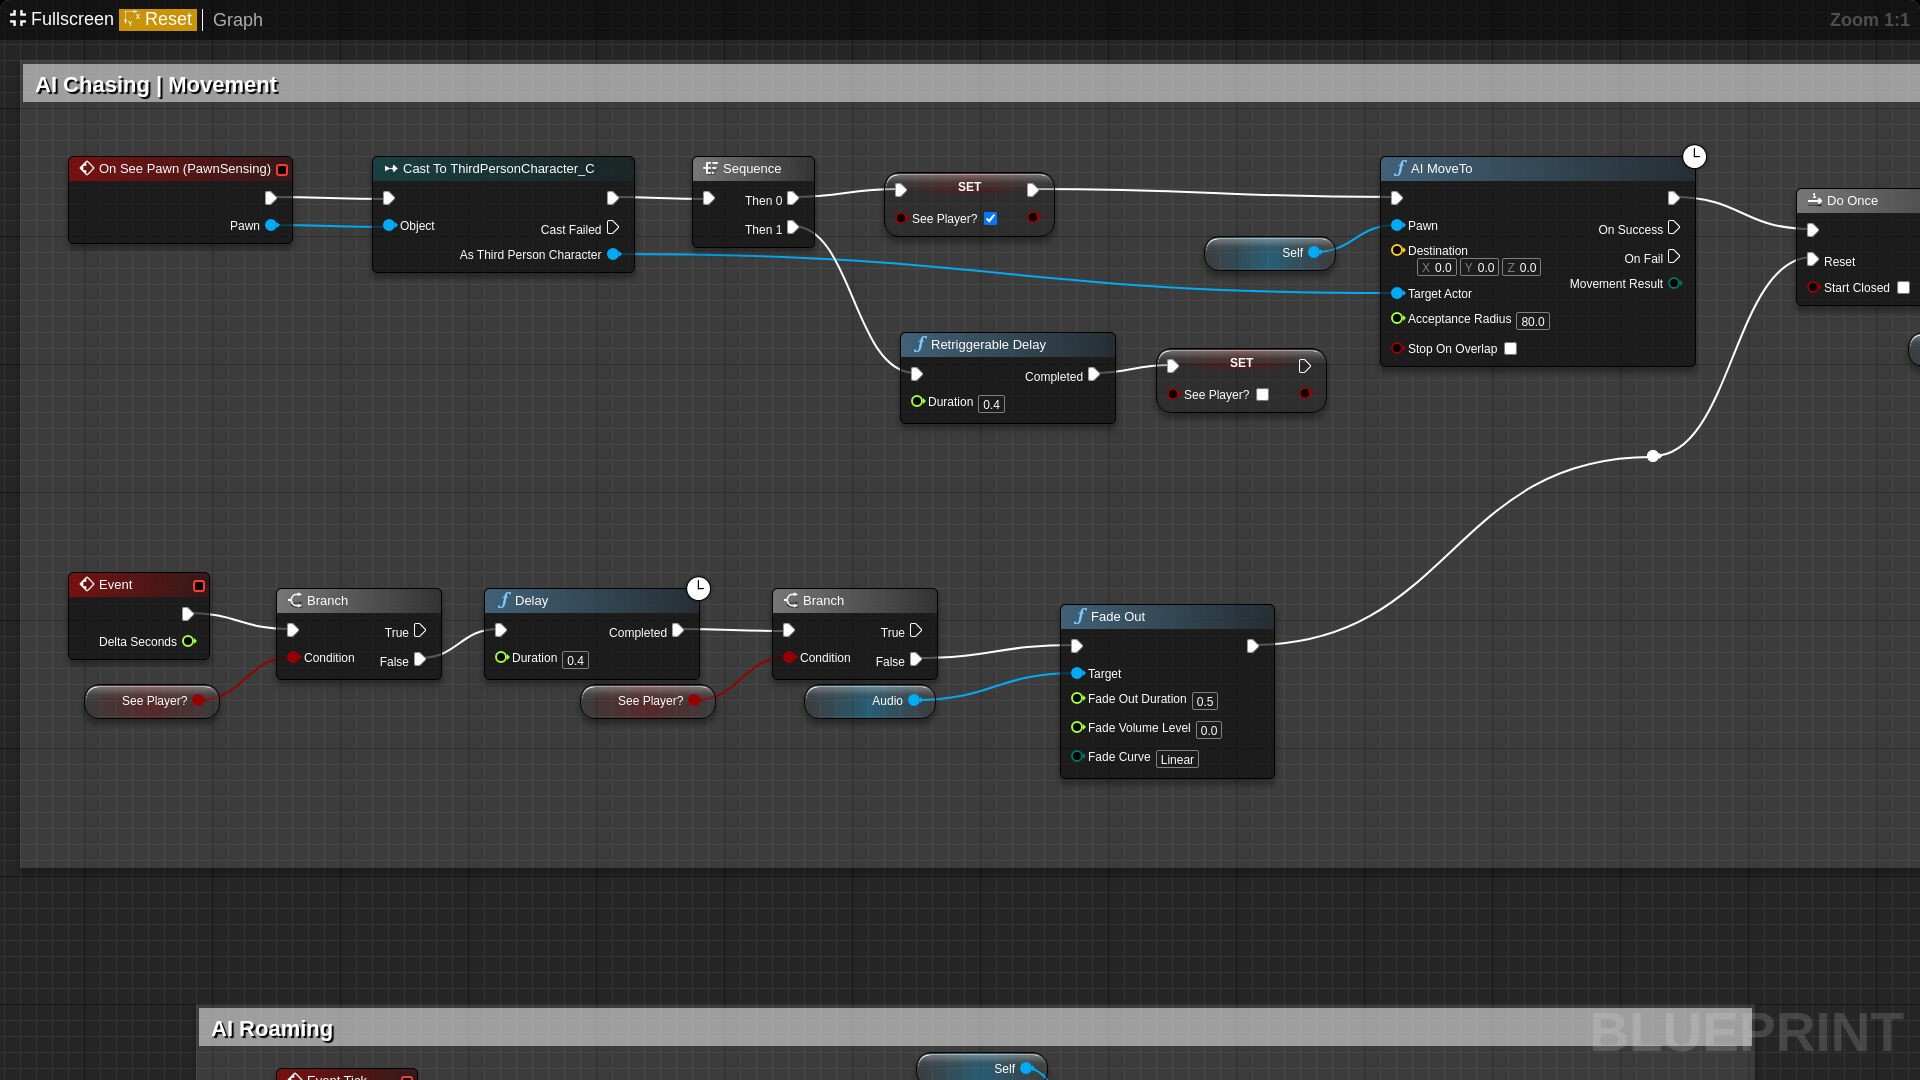 Fullscreen Reset Graph Zoom 1:1
AI Chasing | Movement
On See Pawn (PawnSensing)
Pawn
Cast To ThirdPersonCharacter_C
Object
Cast Failed
As Third Person Character
Sequence
Then 0
Then 1
SET
See Player?
Self
AI MoveTo
Pawn
Destination
X 0.0 Y 0.0 Z 0.0
Target Actor
Acceptance Radius 80.0
Stop On Overlap
On Success
On Fail
Movement Result
Do Once
Reset
Start Closed
Retriggerable Delay
Completed
Duration 0.4
SET
See Player?
Event
Delta Seconds
See Player?
Branch
True
Condition
False
Delay
Completed
Duration 0.4
See Player?
Branch
True
Condition
False
Audio
Fade Out
Target
Fade Out Duration 0.5
Fade Volume Level 0.0
Fade Curve Linear
AI Roaming
BLUEPRINT
Self
Event Tick